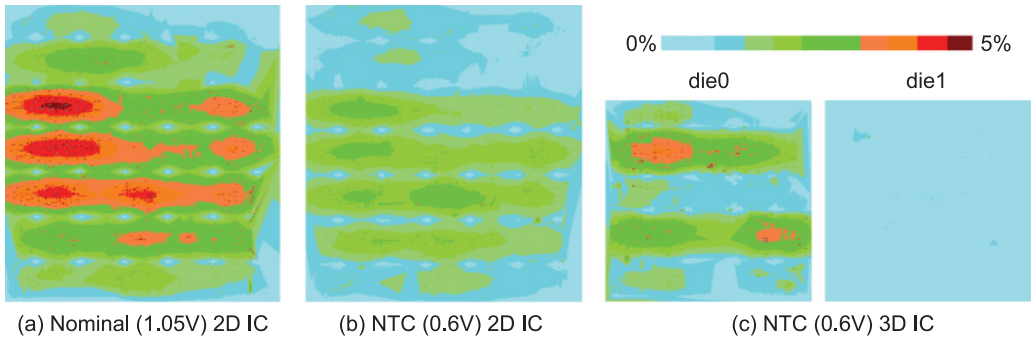 0% 5%
die0 die1
(a) Nominal (1.05V) 2D IC (b) NTC (0.6V) 2D IC (c) NTC (0.6V) 3D IC